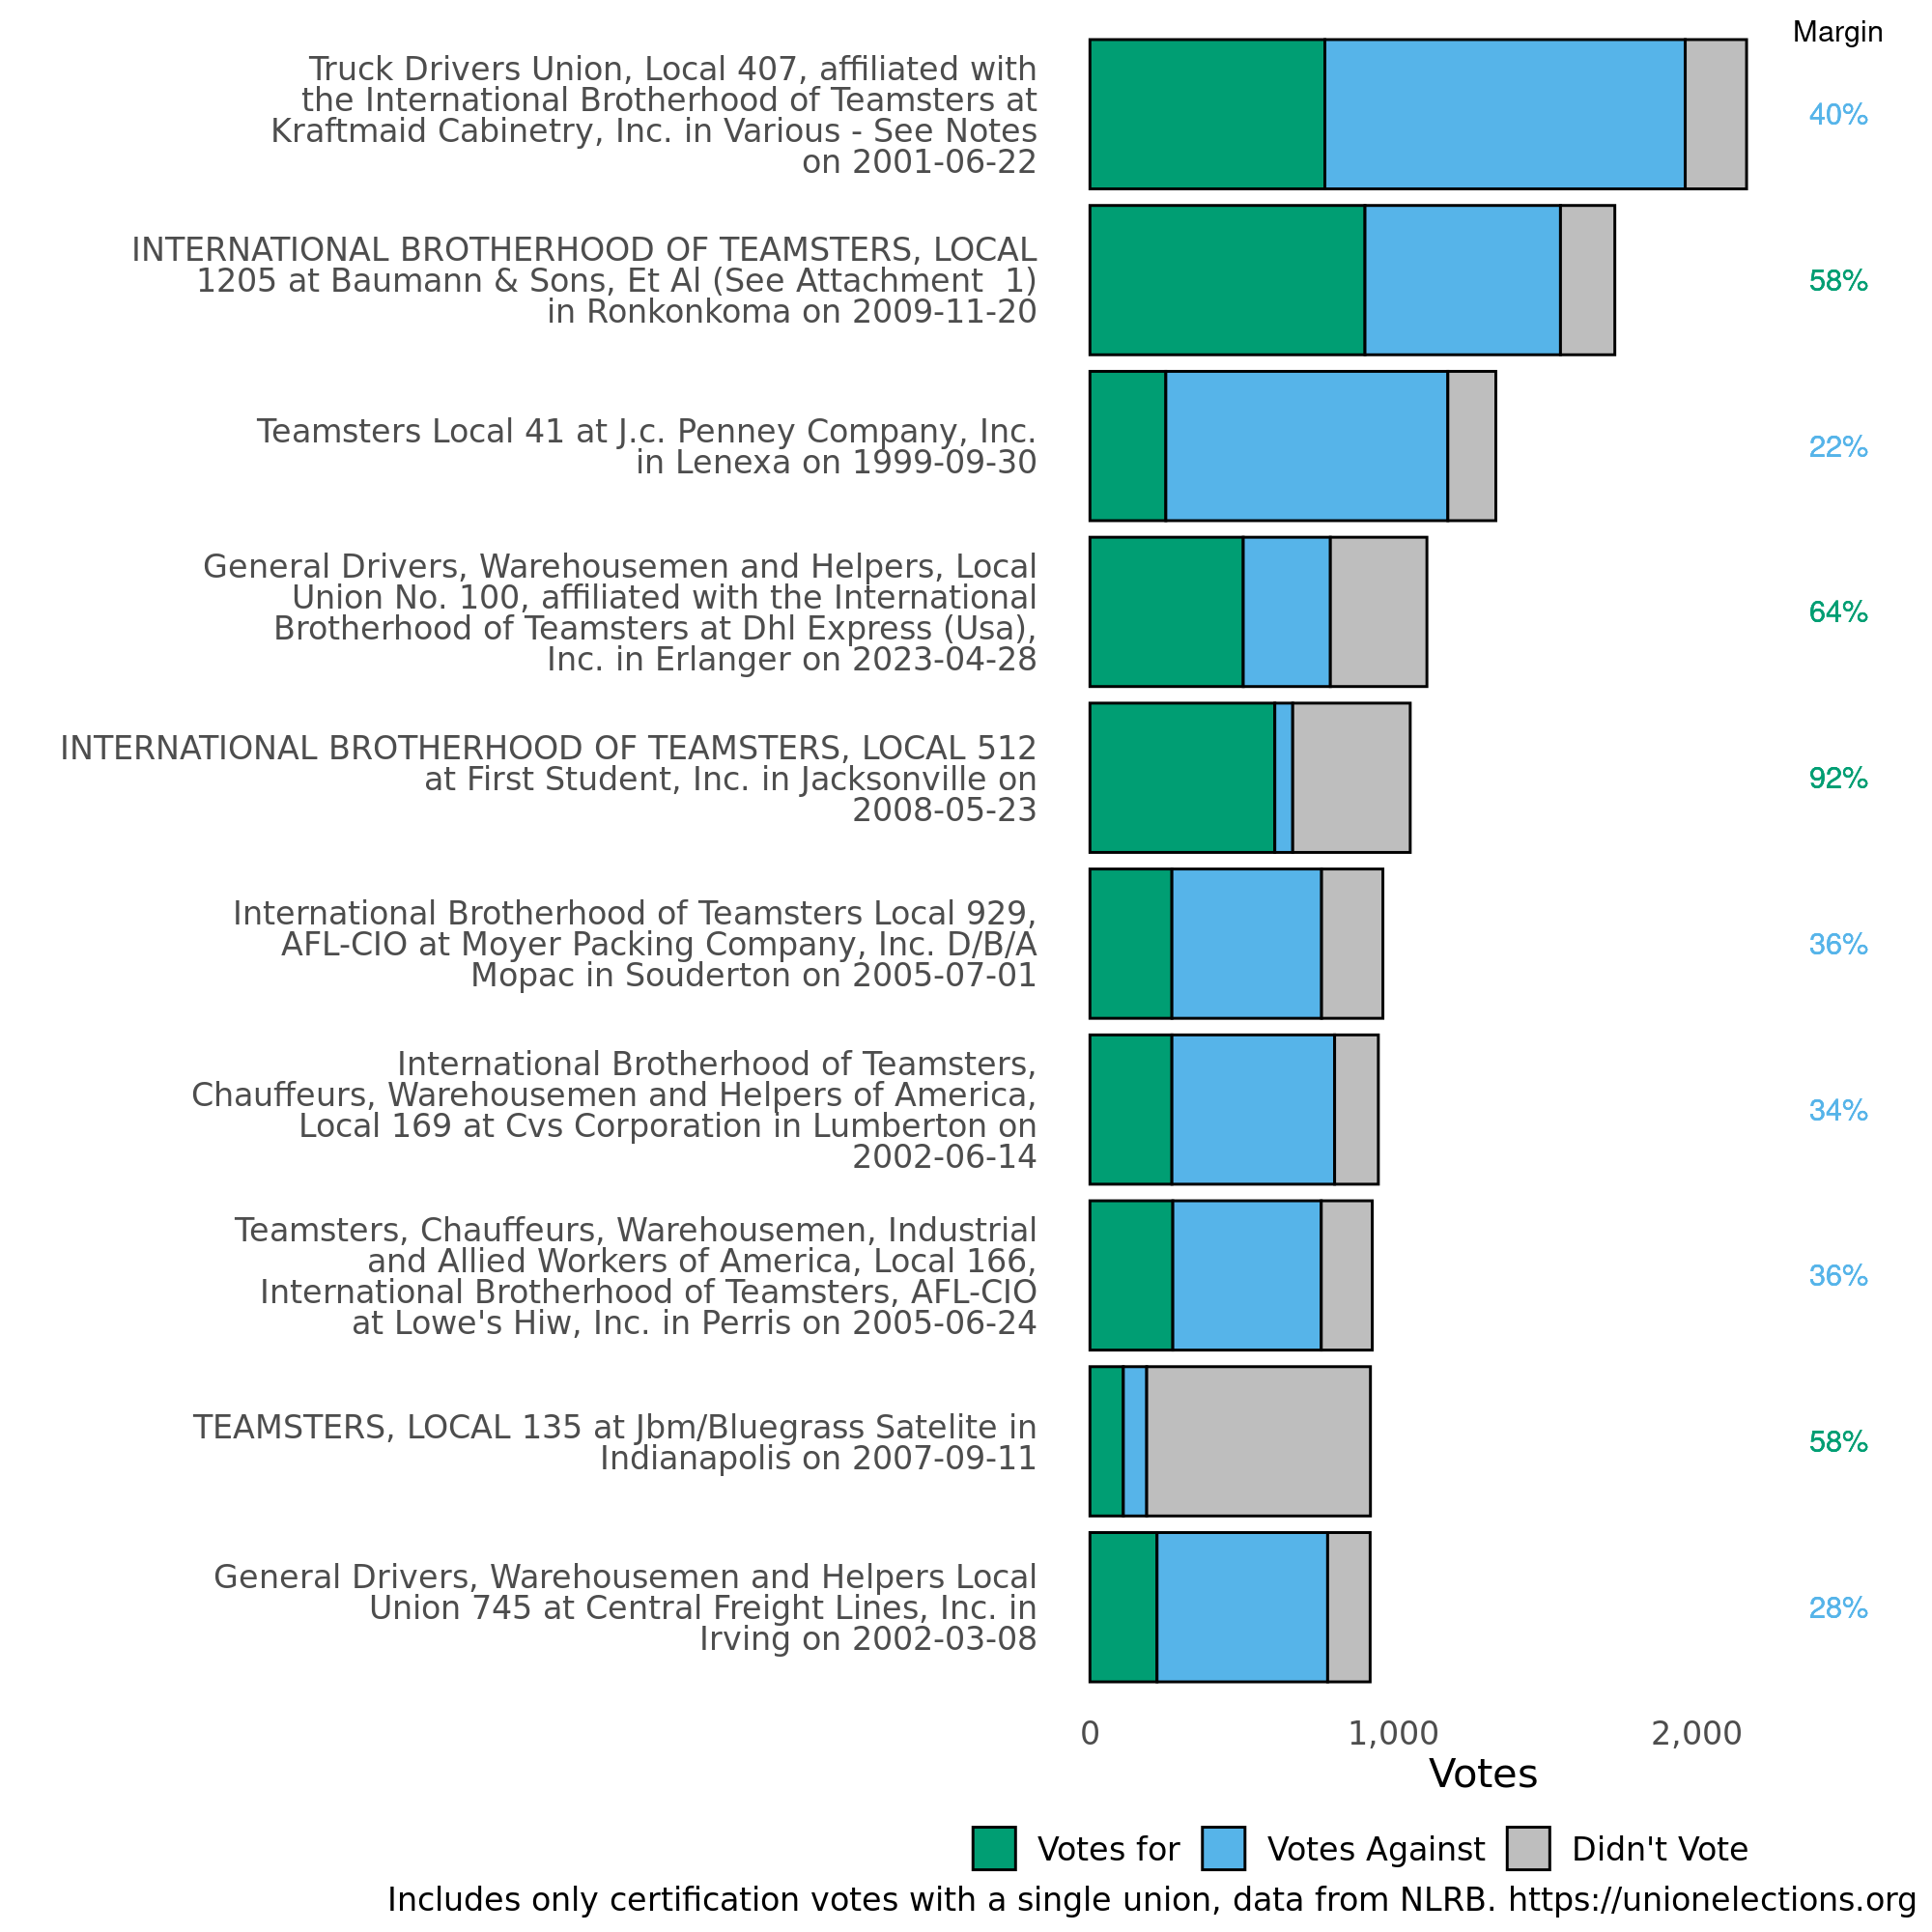 Margin
Truck Drivers Union, Local 407, affiliated with
the International Brotherhood of Teamsters at
Kraftmaid Cabinetry, Inc. in Various - See Notes
on 2001-06-22
40%
INTERNATIONAL BROTHERHOOD OF TEAMSTERS, LOCAL
1205 at Baumann & Sons, Et Al (See Attachment  1)
in Ronkonkoma on 2009-11-20
58%
Teamsters Local 41 at J.c. Penney Company, Inc.
in Lenexa on 1999-09-30
22%
General Drivers, Warehousemen and Helpers, Local
Union No. 100, affiliated with the International
Brotherhood of Teamsters at Dhl Express (Usa),
Inc. in Erlanger on 2023-04-28
64%
INTERNATIONAL BROTHERHOOD OF TEAMSTERS, LOCAL 512
at First Student, Inc. in Jacksonville on
2008-05-23
92%
International Brotherhood of Teamsters Local 929,
AFL-CIO at Moyer Packing Company, Inc. D/B/A
Mopac in Souderton on 2005-07-01
36%
International Brotherhood of Teamsters,
Chauffeurs, Warehousemen and Helpers of America,
Local 169 at Cvs Corporation in Lumberton on
2002-06-14
34%
Teamsters, Chauffeurs, Warehousemen, Industrial
and Allied Workers of America, Local 166,
International Brotherhood of Teamsters, AFL-CIO
at Lowe's Hiw, Inc. in Perris on 2005-06-24
36%
TEAMSTERS, LOCAL 135 at Jbm/Bluegrass Satelite in
Indianapolis on 2007-09-11
58%
General Drivers, Warehousemen and Helpers Local
Union 745 at Central Freight Lines, Inc. in
Irving on 2002-03-08
28%
0 1,000 2,000
Votes
Votes for Votes Against Didn't Vote
Includes only certification votes with a single union, data from NLRB. https://unionelections.org